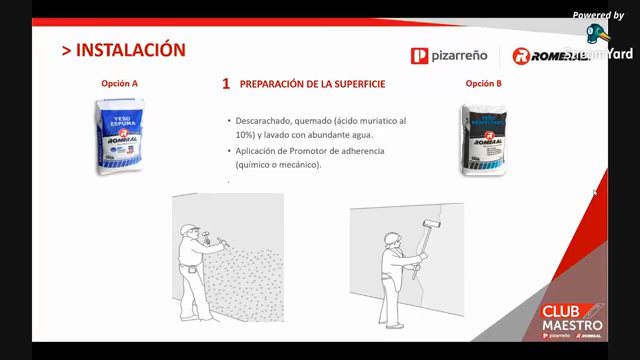 Powered by
StreamYard
> INSTALACIÓN
pizarreño
ROMERAL
Opción A
1 PREPARACIÓN DE LA SUPERFICIE
Opción B
YESO
ESPUMA
ROMERAL
ROMERAL
• Descarachado, quemado (ácido muriatico al
10%) y lavado con abundante agua.
• Aplicación de Promotor de adherencia
(químico o mecánico).
.
CLUB
MAESTRO
pizarreño
ROMERAL